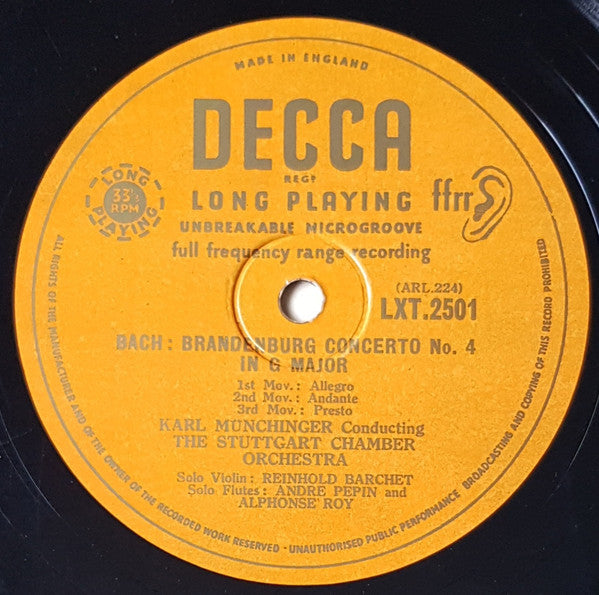 MADE IN ENGLAND
DECCA
REGD
LONG PLAYING
ffrr
UNBREAKABLE MICROGROOVE
full frequency range recording
LONG PLAYING
33⅓
RPM
(ARL.224)
LXT.2501
BACH: BRANDENBURG CONCERTO No. 4
IN G MAJOR
1st Mov.: Allegro
2nd Mov.: Andante
3rd Mov.: Presto
KARL MUNCHINGER Conducting
THE STUTTGART CHAMBER
ORCHESTRA
Solo Violin: REINHOLD BARCHET
Solo Flutes: ANDRE PEPIN and
ALPHONSE ROY
ALL RIGHTS OF THE MANUFACTURER AND OF THE OWNER OF THE RECORDED WORK RESERVED · UNAUTHORISED PUBLIC PERFORMANCE BROADCASTING AND COPYING OF THIS RECORD PROHIBITED